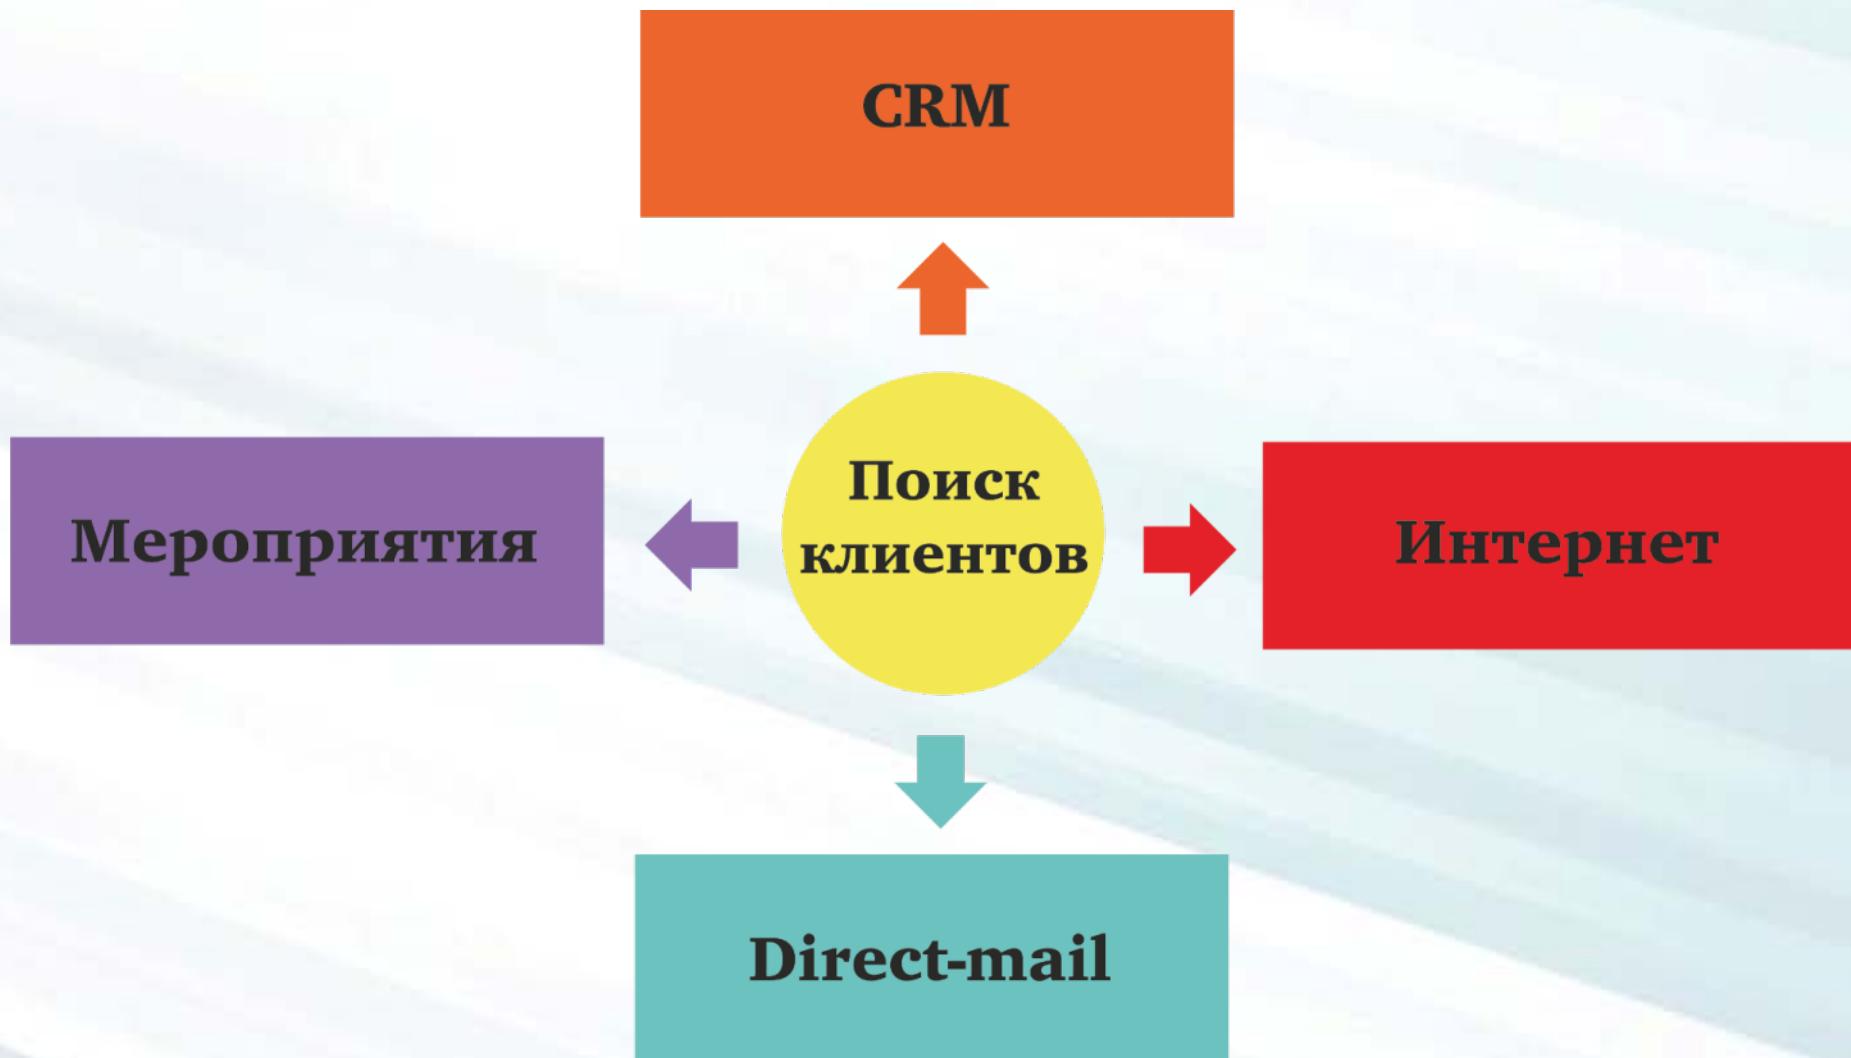 CRM
Мероприятия
Поиск
клиентов
Интернет
Direct-mail